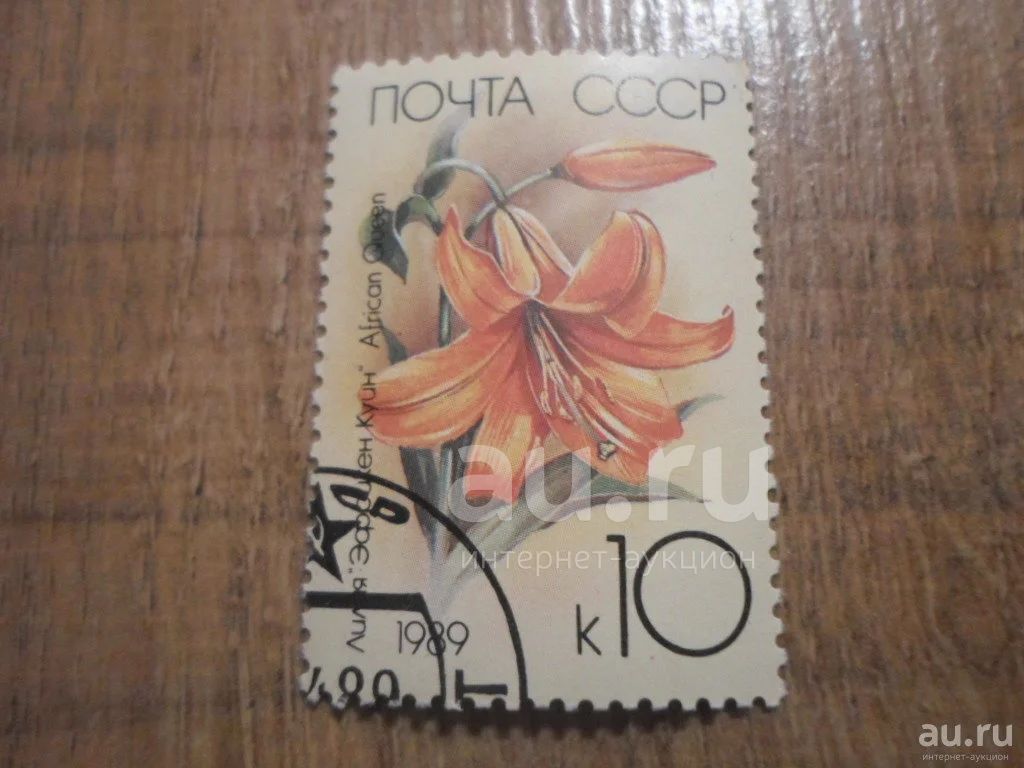 ПОЧТА СССР
Лилия "Эфрикен Куин" African Queen
1989
к10
au.ru
интернет-аукцион
au.ru
интернет-аукцион